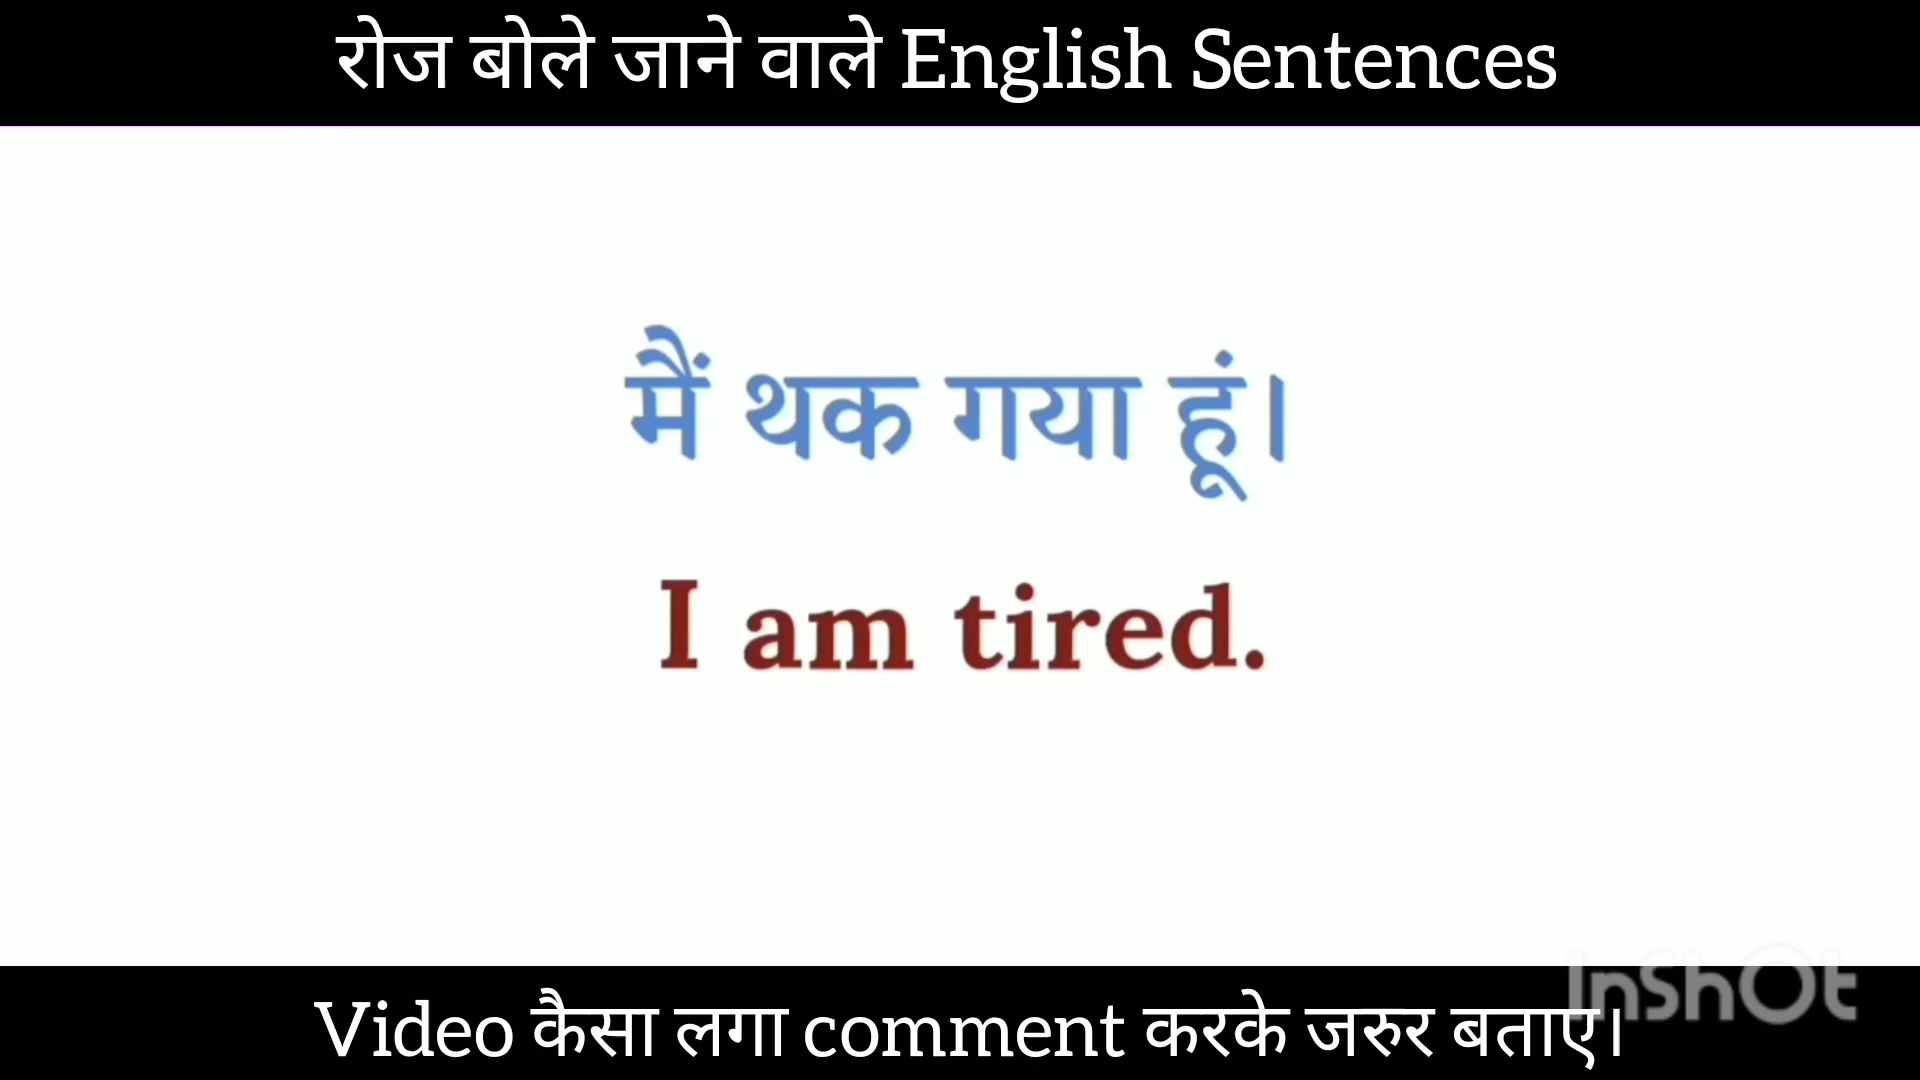 रोज बोले जाने वाले English Sentences
मैं थक गया हूं।
I am tired.
InShOt
Video कैसा लगा comment करके जरुर बताए।